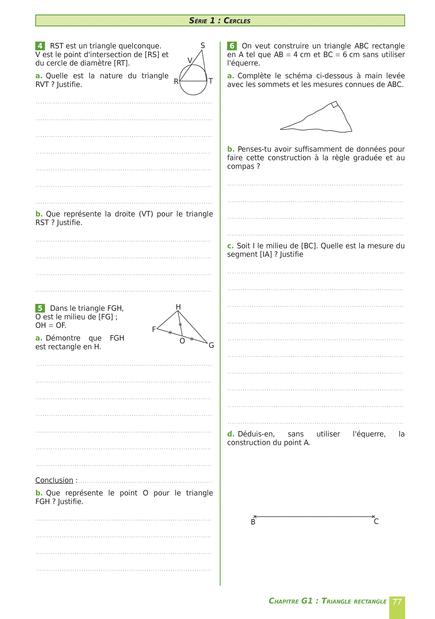 SÉRIE 1 : CERCLES
4 RST est un triangle quelconque.
V est le point d'intersection de [RS] et
du cercle de diamètre [RT].
a. Quelle est la nature du triangle
RVT ? Justifie.
S
V
R
T
b. Que représente la droite (VT) pour le triangle
RST ? Justifie.
5 Dans le triangle FGH,
O est le milieu de [FG] ;
OH = OF.
a. Démontre que FGH
est rectangle en H.
H
F
O
G
Conclusion :
b. Que représente le point O pour le triangle
FGH ? Justifie.
6 On veut construire un triangle ABC rectangle
en A tel que AB = 4 cm et BC = 6 cm sans utiliser
l'équerre.
a. Complète le schéma ci-dessous à main levée
avec les sommets et les mesures connues de ABC.
b. Penses-tu avoir suffisamment de données pour
faire cette construction à la règle graduée et au
compas ?
c. Soit I le milieu de [BC]. Quelle est la mesure du
segment [IA] ? Justifie
d. Déduis-en, sans utiliser l'équerre, la
construction du point A.
B
C
CHAPITRE G1 : TRIANGLE RECTANGLE 77